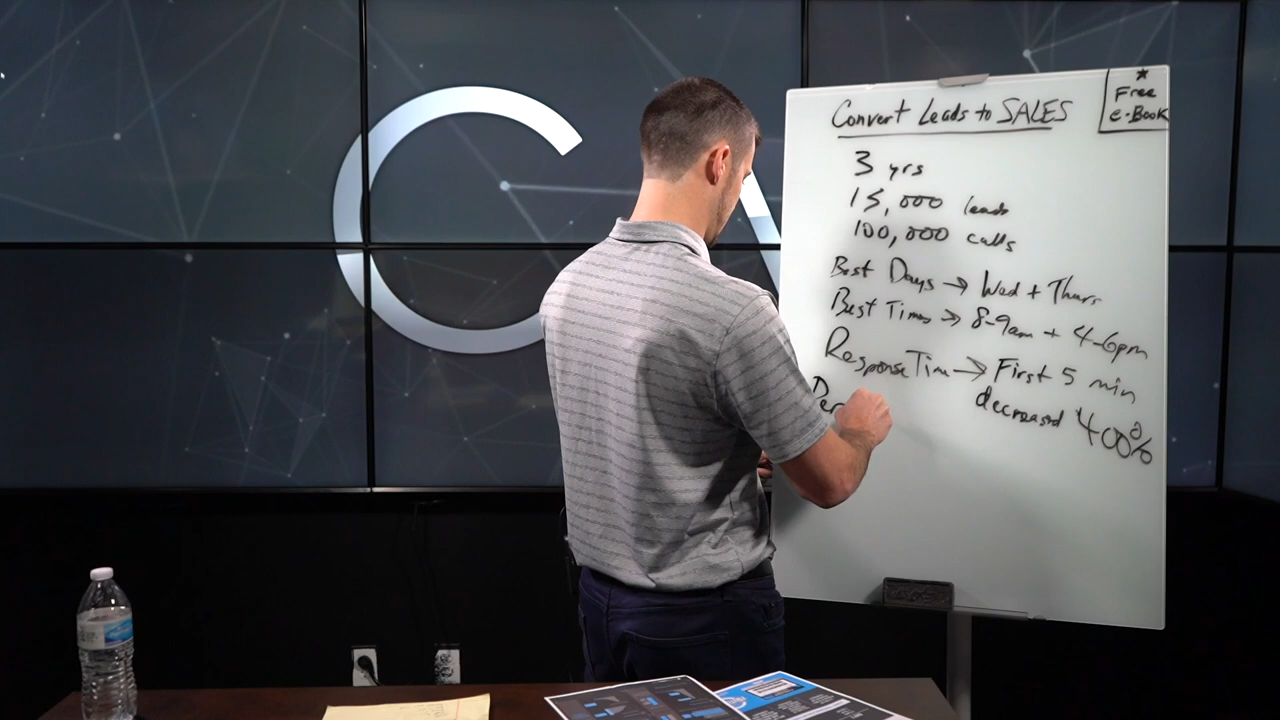 Convert Leads to SALES
Free
e-Book
3 yrs
15,000 leads
100,000 calls
Best Days → Wed + Thurs
Best Times → 8-9am + 4-6pm
Response Time → First 5 min
decreased 400%
Per
C